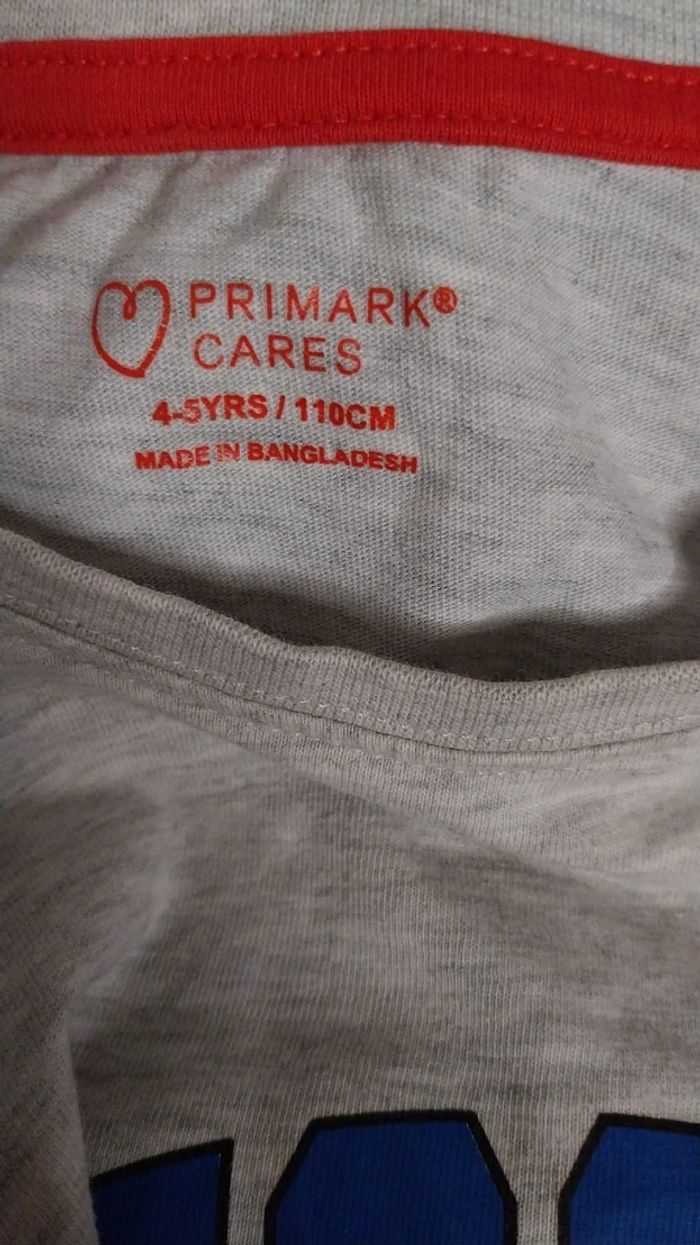 PRIMARK®
CARES
4-5YRS / 110CM
MADE IN BANGLADESH